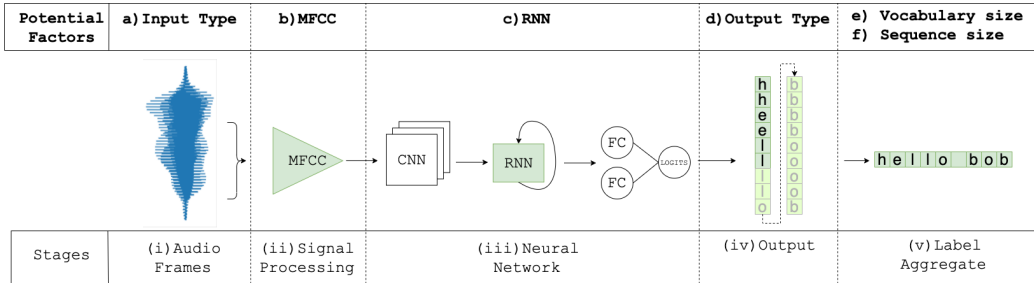 Potential Factors
a)Input Type
b)MFCC
c)RNN
d)Output Type
e) Vocabulary size
f) Sequence size
MFCC
CNN
RNN
FC
FC
LOGITS
h
h
e
e
l
l
l
l
o
b
b
b
b
o
o
o
b
b
hello bob
Stages
(i)Audio Frames
(ii)Signal Processing
(iii)Neural Network
(iv)Output
(v)Label Aggregate